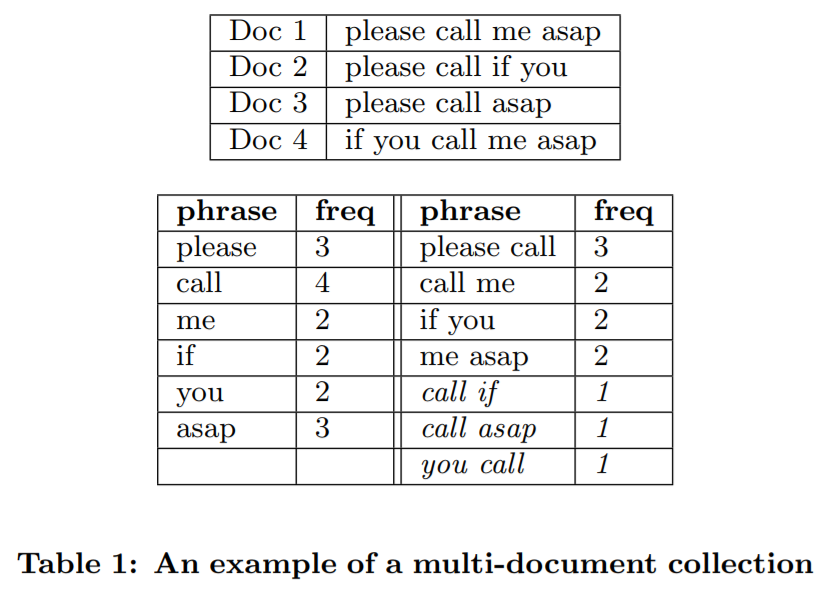 Doc 1 please call me asap
Doc 2 please call if you
Doc 3 please call asap
Doc 4 if you call me asap
phrase freq phrase freq
please 3 please call 3
call 4 call me 2
me 2 if you 2
if 2 me asap 2
you 2 call if 1
asap 3 call asap 1
you call 1
Table 1: An example of a multi-document collection